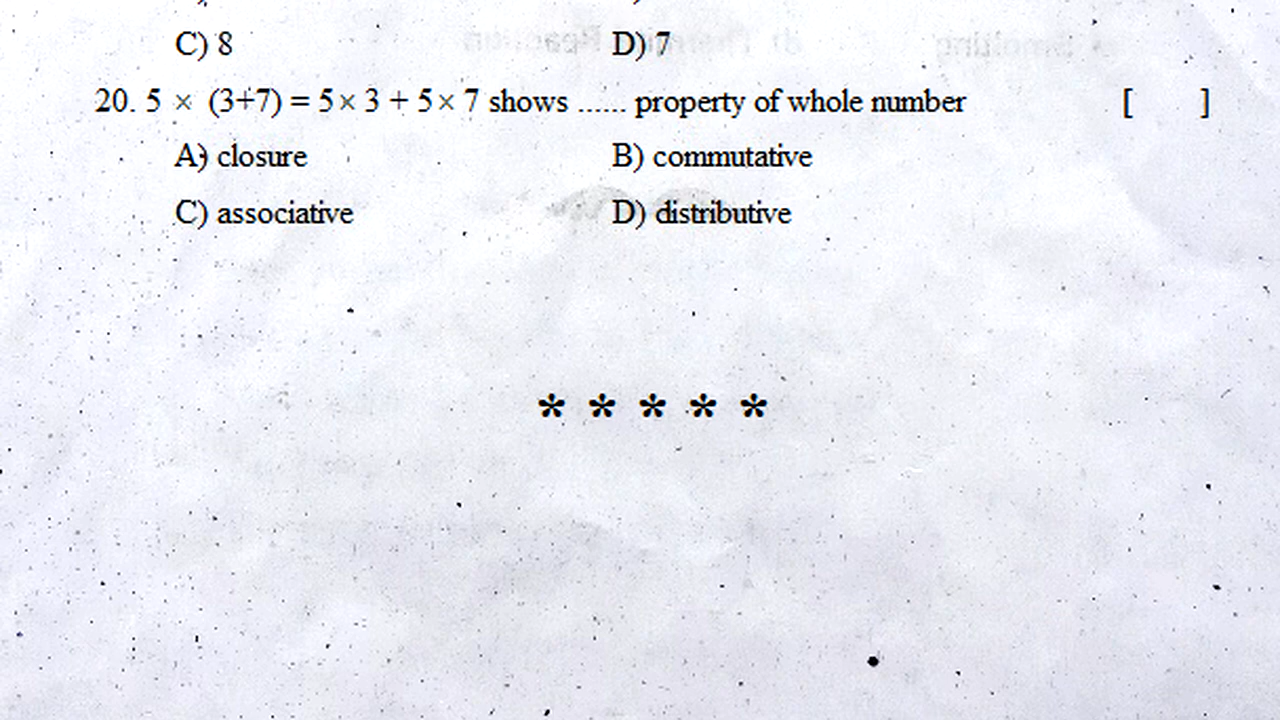 C) 8 D) 7
20. 5 × (3+7) = 5 × 3 + 5 × 7 shows ...... property of whole number [ ]
A) closure B) commutative
C) associative D) distributive
* * * * *